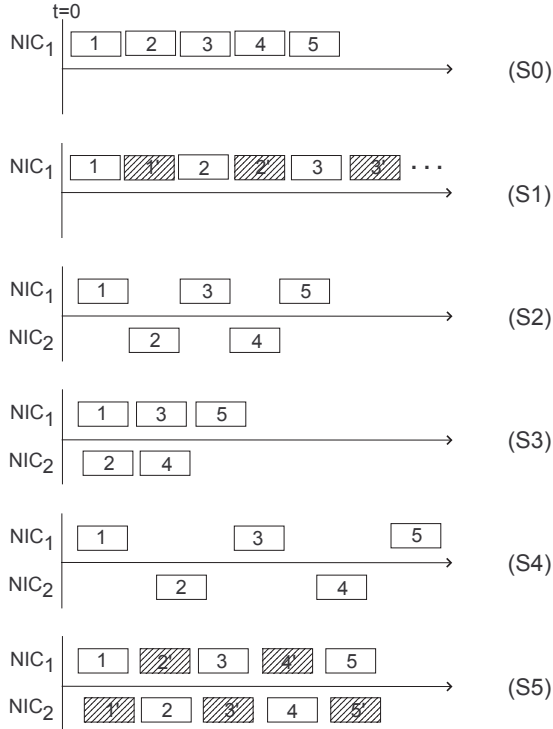 t=0
NIC1 1 2 3 4 5
(S0)
NIC1 1 1' 2 2' 3 3' . . .
(S1)
NIC1 1 3 5
(S2)
NIC2 2 4
NIC1 1 3 5
(S3)
NIC2 2 4
NIC1 1 3 5
(S4)
NIC2 2 4
NIC1 1 2' 3 4' 5
(S5)
NIC2 1' 2 3' 4 5'